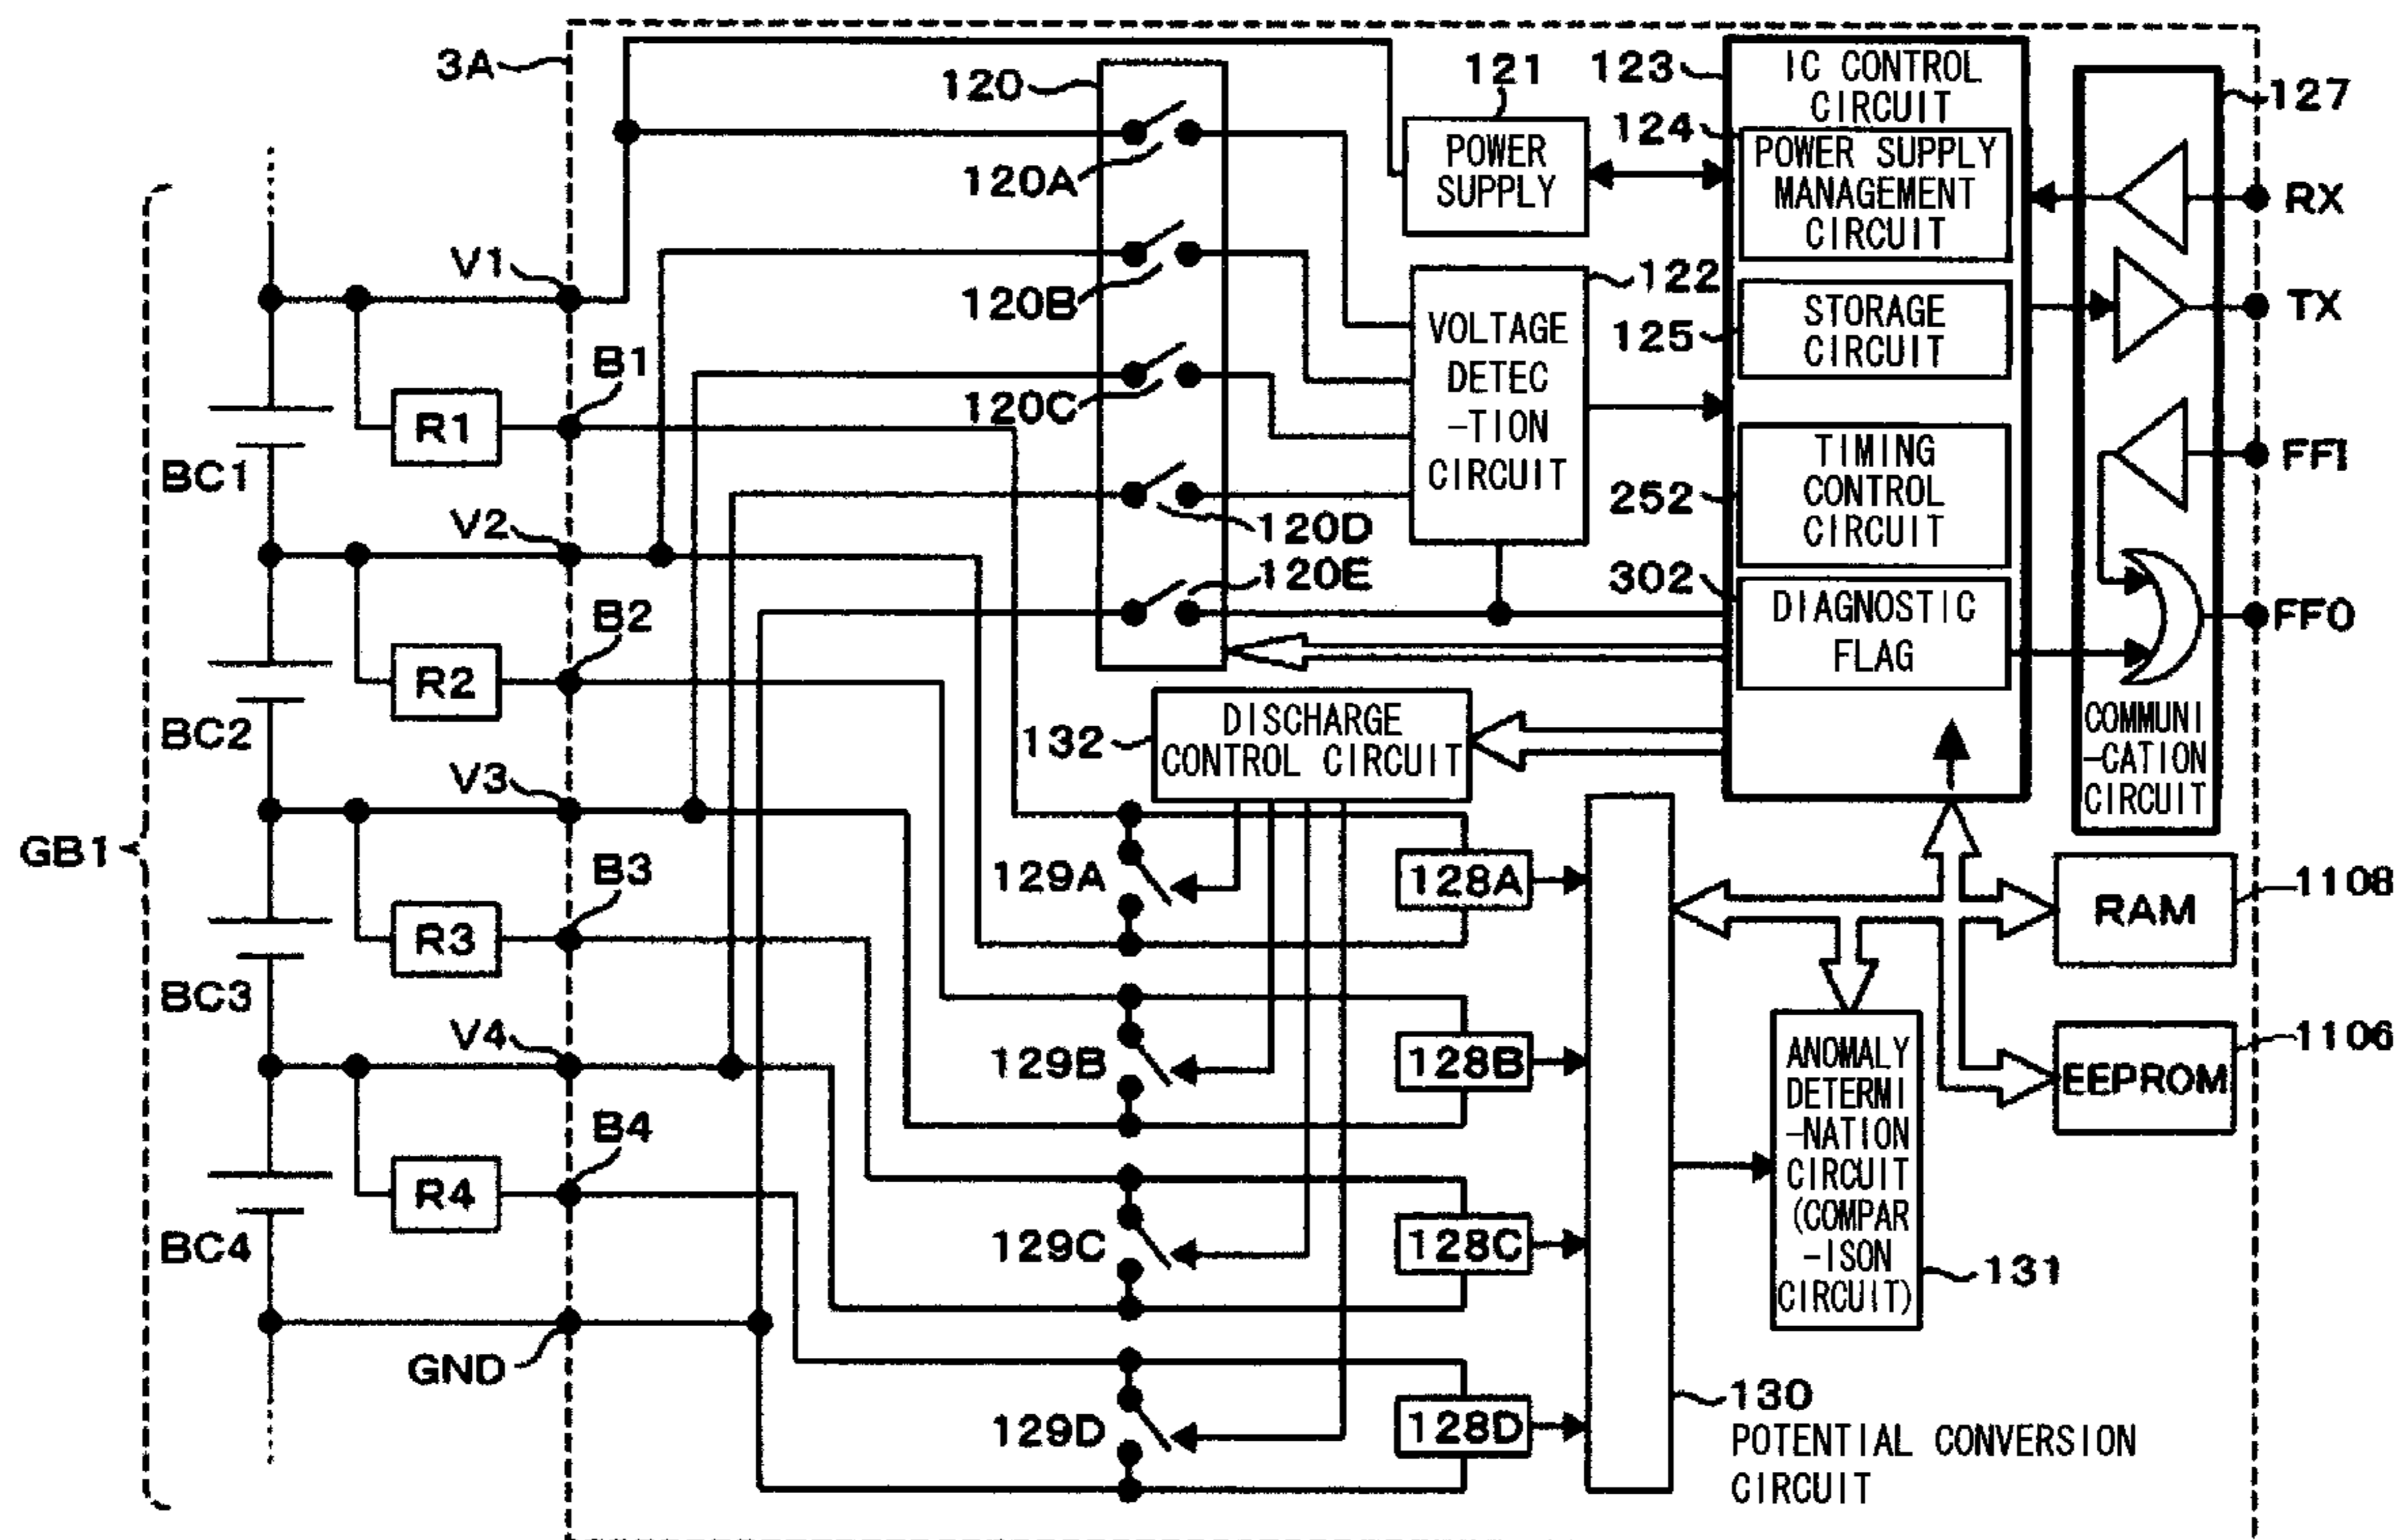 3A
120
121
123
IC CONTROL
CIRCUIT
127
124
POWER
SUPPLY
POWER SUPPLY
MANAGEMENT
CIRCUIT
RX
120A
V1
120B
122
TX
125
STORAGE
CIRCUIT
VOLTAGE
DETEC
-TION
CIRCUIT
B1
R1
120C
BC1
TIMING
CONTROL
CIRCUIT
FFI
252
V2
120D
120E
302
DIAGNOSTIC
FLAG
FFO
B2
R2
BC2
132
DISCHARGE
CONTROL CIRCUIT
COMMUNI
-CATION
CIRCUIT
V3
GB1
B3
129A
128A
RAM
1108
R3
BC3
V4
129B
128B
ANOMALY
DETERMI
-NATION
CIRCUIT
(COMPAR
-ISON
CIRCUIT)
EEPROM
1106
B4
R4
BC4
129C
128C
131
GND
129D
128D
130
POTENTIAL CONVERSION
CIRCUIT